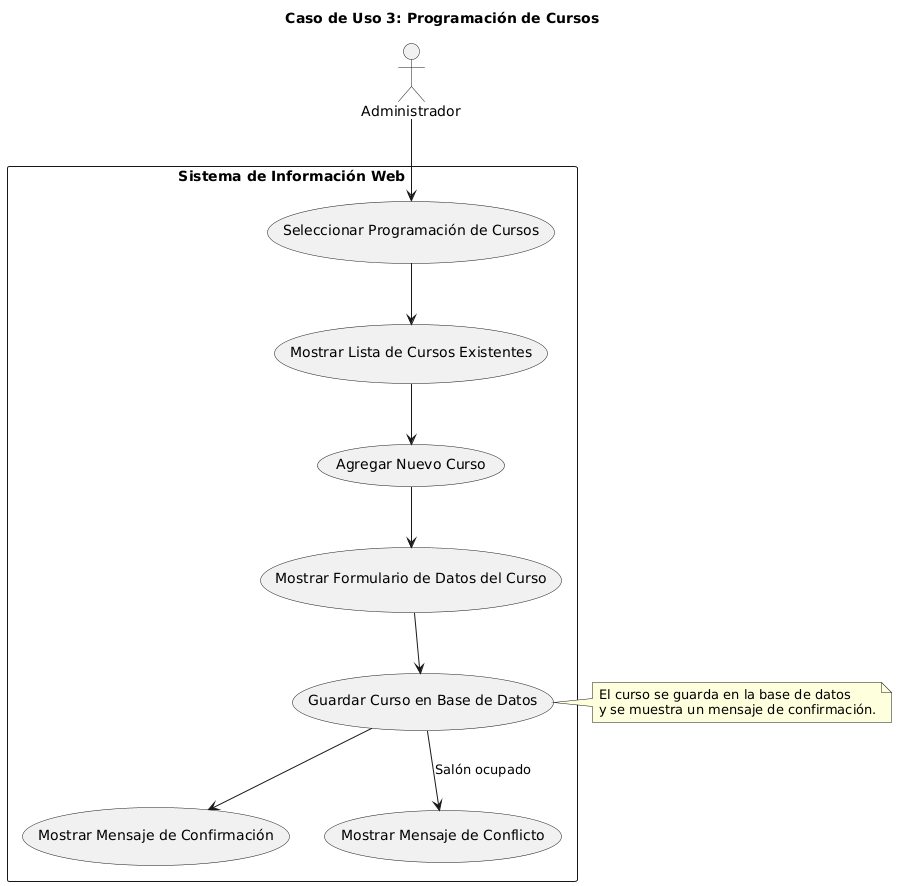 Caso de Uso 3: Programación de Cursos
Administrador
Sistema de Información Web
Seleccionar Programación de Cursos
Mostrar Lista de Cursos Existentes
Agregar Nuevo Curso
Mostrar Formulario de Datos del Curso
Guardar Curso en Base de Datos
El curso se guarda en la base de datos
y se muestra un mensaje de confirmación.
Salón ocupado
Mostrar Mensaje de Confirmación
Mostrar Mensaje de Conflicto